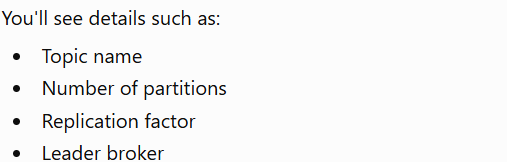 You'll see details such as:
• Topic name
• Number of partitions
• Replication factor
• Leader broker